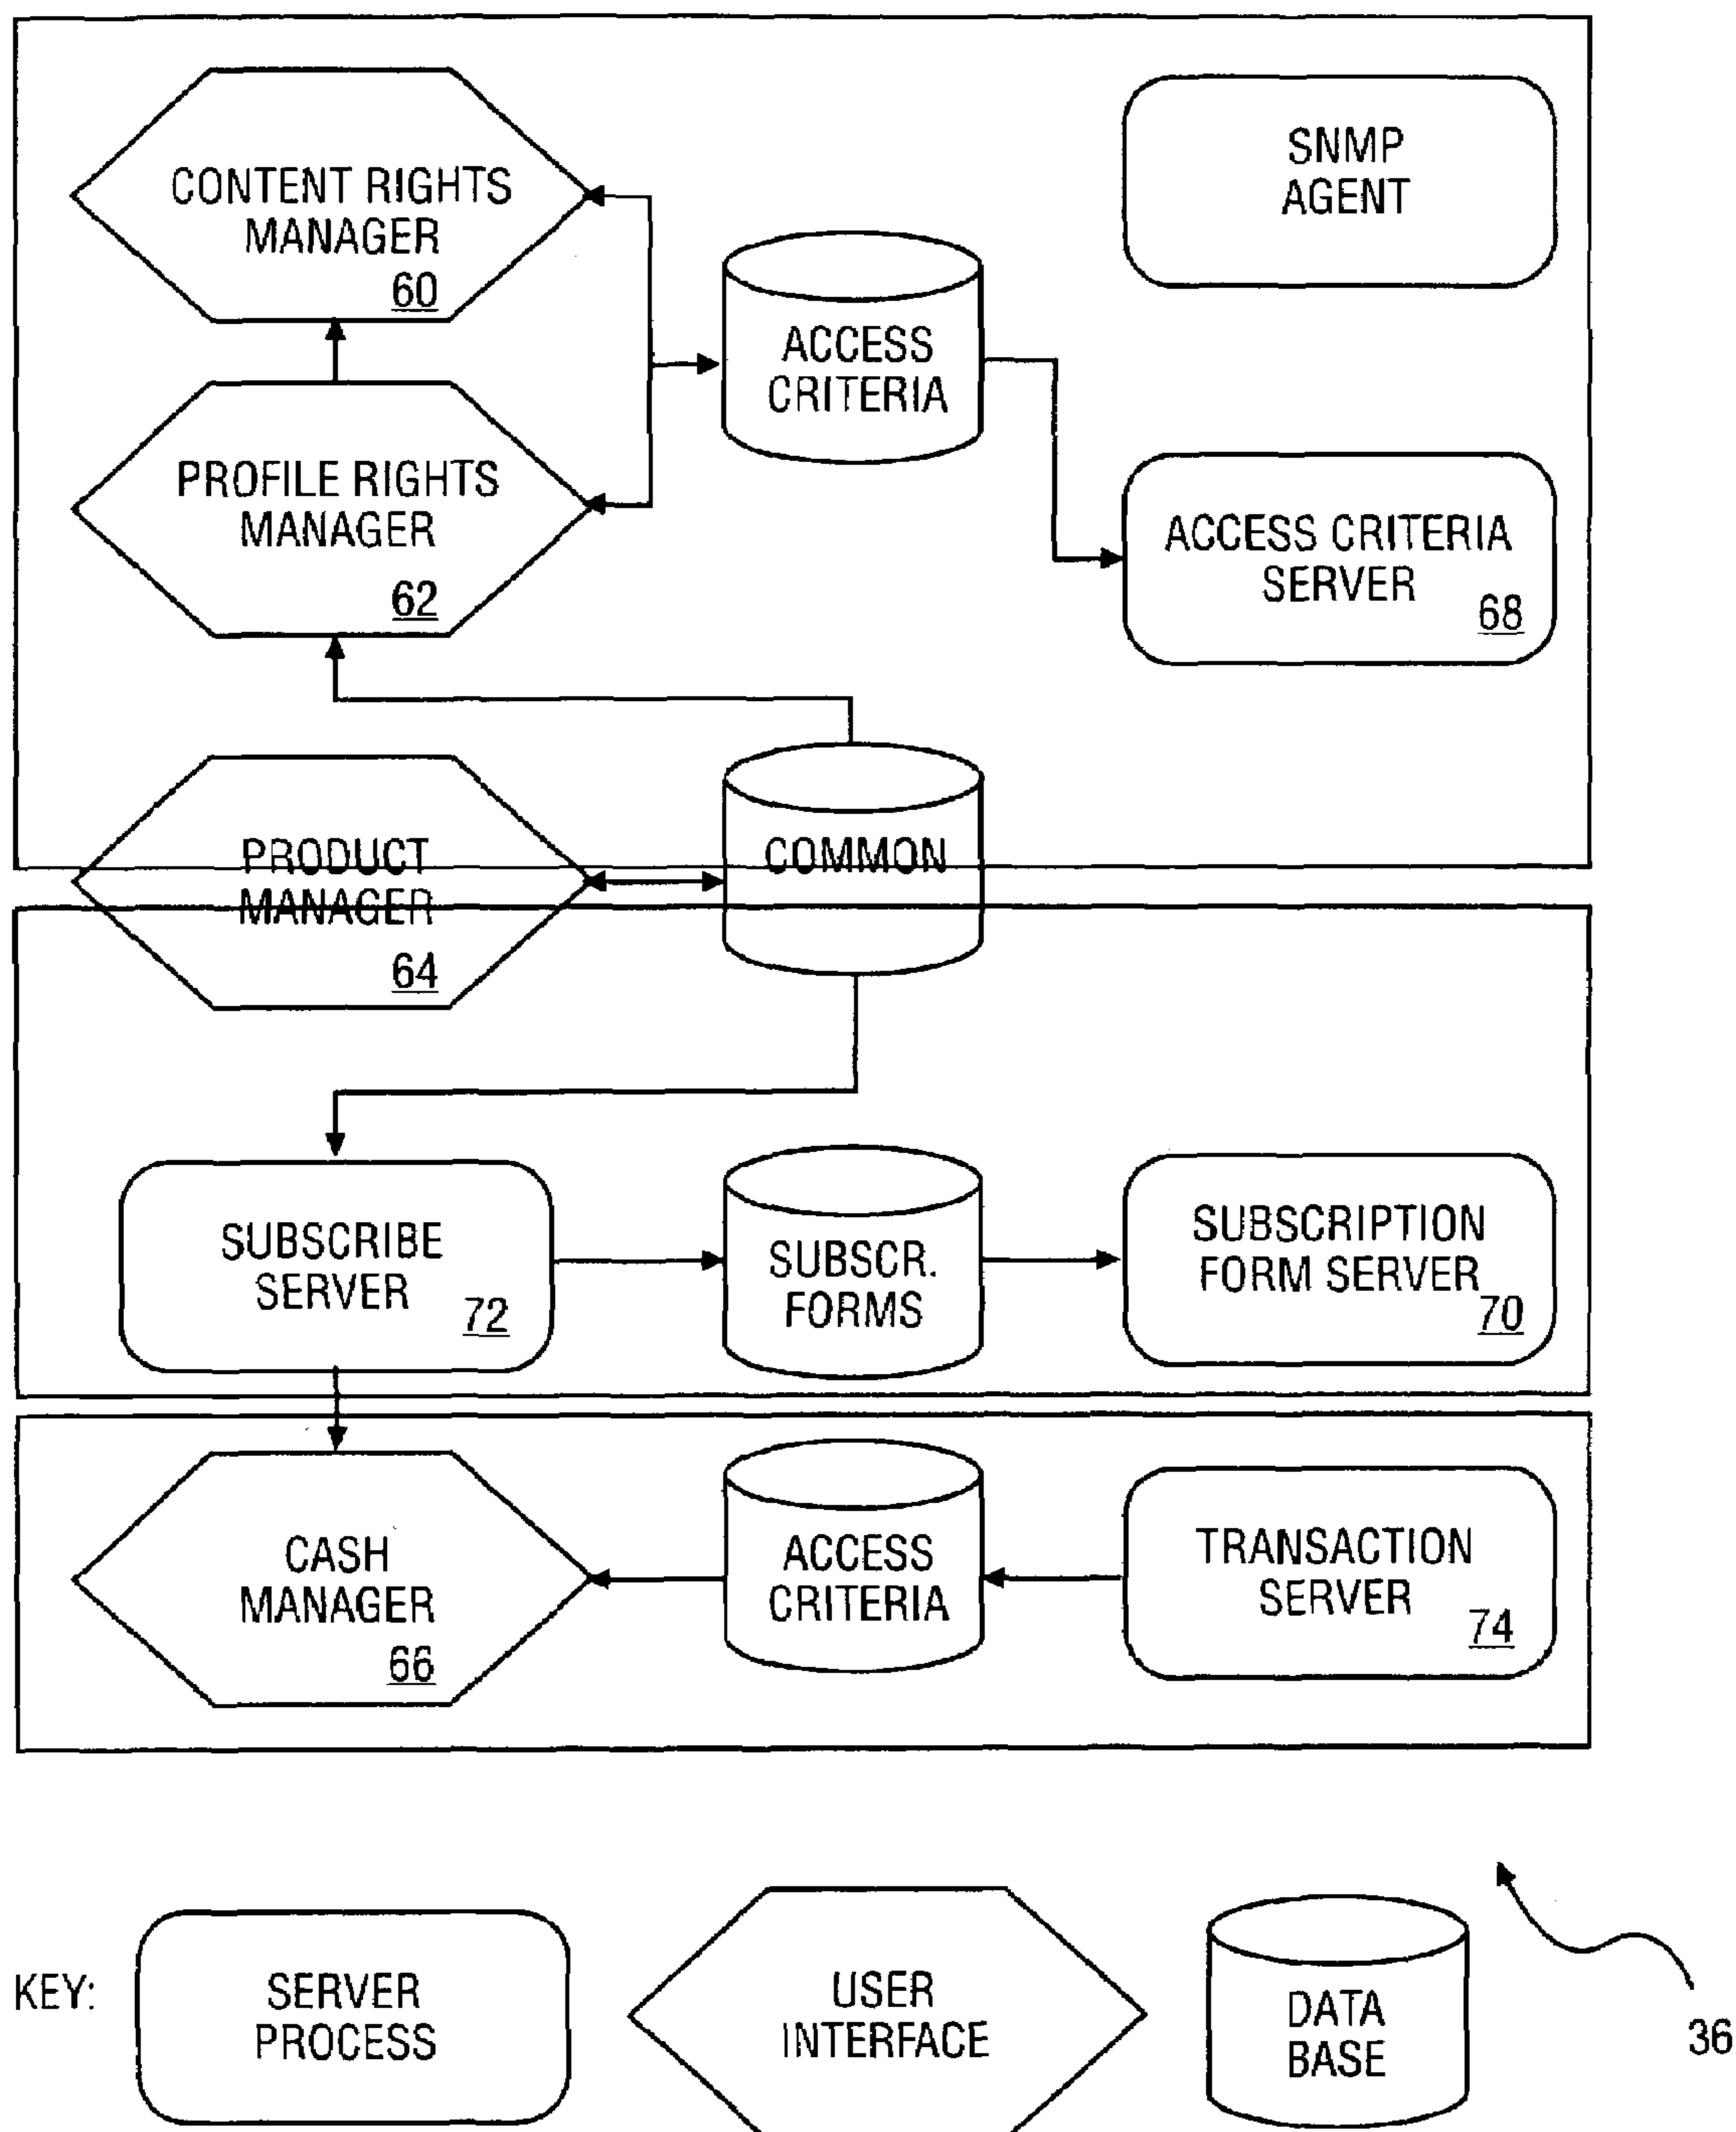 CONTENT RIGHTS
MANAGER
60
SNMP
AGENT
ACCESS
CRITERIA
PROFILE RIGHTS
MANAGER
62
ACCESS CRITERIA
SERVER
68
PRODUCT
MANAGER
64
COMMON
SUBSCRIBE
SERVER
72
SUBSCR.
FORMS
SUBSCRIPTION
FORM SERVER
70
CASH
MANAGER
66
ACCESS
CRITERIA
TRANSACTION
SERVER
74
KEY:
SERVER
PROCESS
USER
INTERFACE
DATA
BASE
36